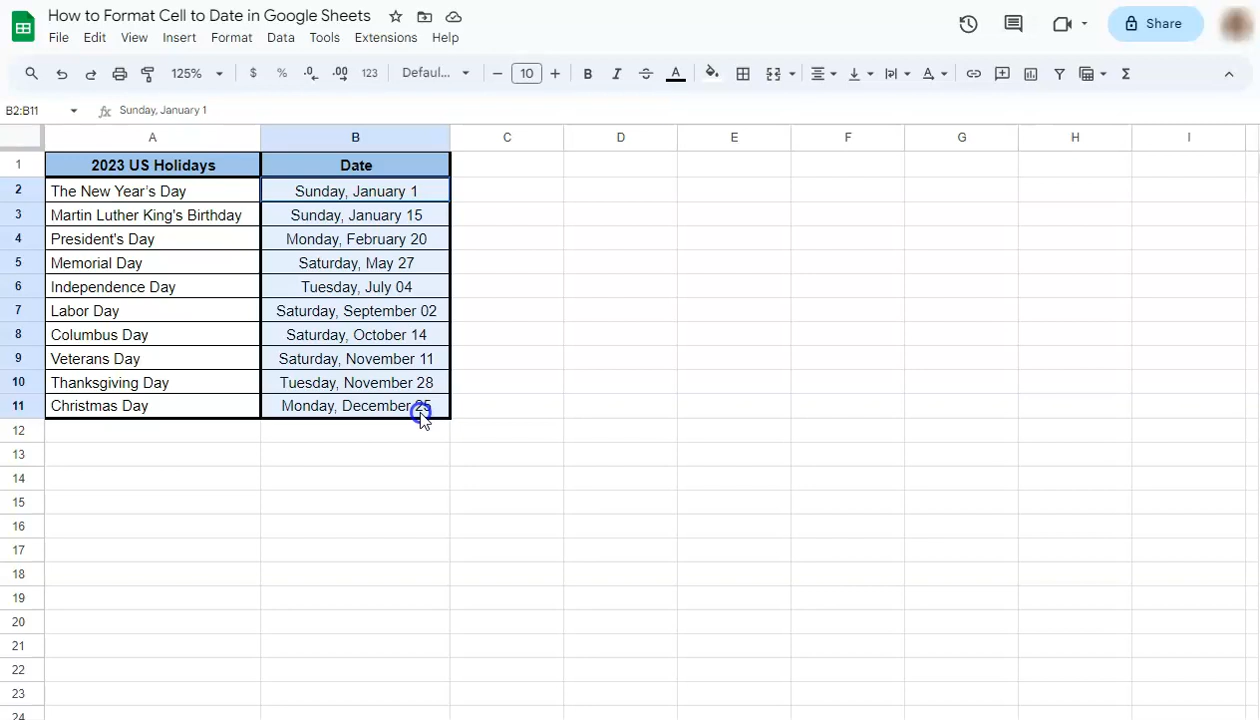 How to Format Cell to Date in Google Sheets
File Edit View Insert Format Data Tools Extensions Help
Share
125% $ % .0 .00 123 Defaul... 10 B I A A Σ
B2:B11 fx Sunday, January 1
A B C D E F G H I
1 2023 US Holidays Date
2 The New Year's Day Sunday, January 1
3 Martin Luther King's Birthday Sunday, January 15
4 President's Day Monday, February 20
5 Memorial Day Saturday, May 27
6 Independence Day Tuesday, July 04
7 Labor Day Saturday, September 02
8 Columbus Day Saturday, October 14
9 Veterans Day Saturday, November 11
10 Thanksgiving Day Tuesday, November 28
11 Christmas Day Monday, December 25
12
13
14
15
16
17
18
19
20
21
22
23
24